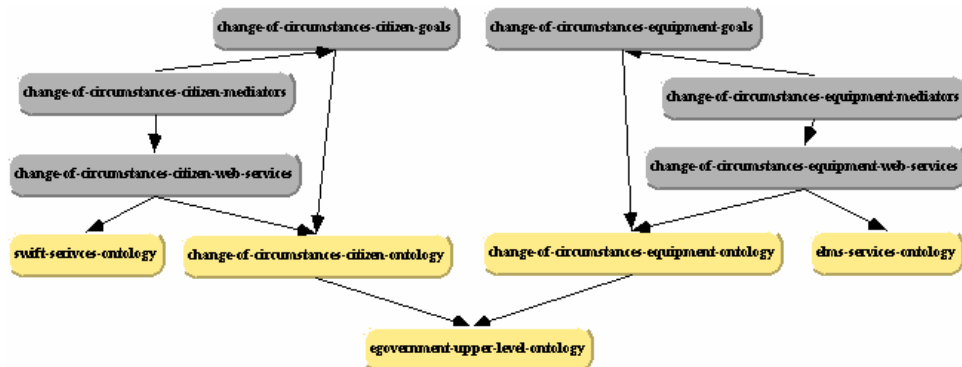 change-of-circumstances-citizen-goals
change-of-circumstances-equipment-goals
change-of-circumstances-citizen-mediators
change-of-circumstances-equipment-mediators
change-of-circumstances-citizen-web-services
change-of-circumstances-equipment-web-services
swift-serivces-ontology
change-of-circumstances-citizen-ontology
change-of-circumstances-equipment-ontology
elms-services-ontology
egovernment-upper-level-ontology